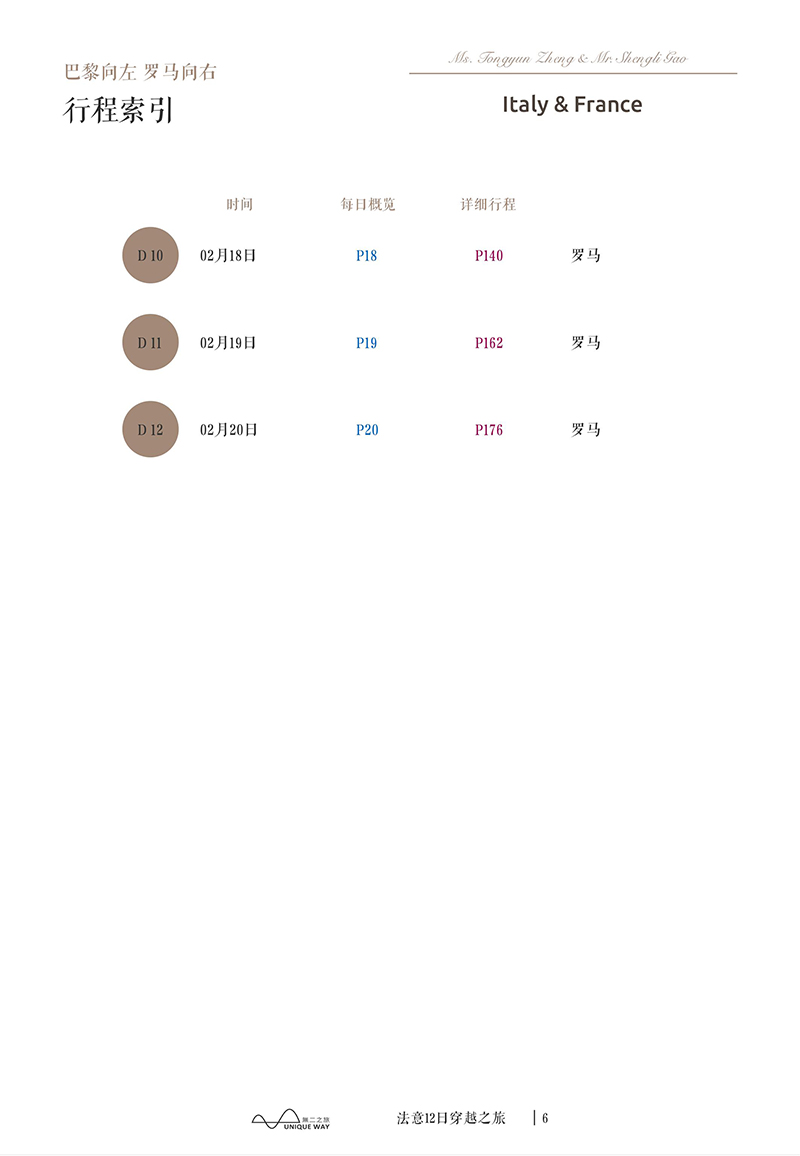 巴黎向左 罗马向右
行程索引
Ms. Tongyun Zheng & Mr. Shengli Gao
Italy & France
时间 每日概览 详细行程
D 10 02月18日 P18 P140 罗马
D 11 02月19日 P19 P162 罗马
D 12 02月20日 P20 P176 罗马
無二之旅
UNIQUE WAY
法意12日穿越之旅 | 6